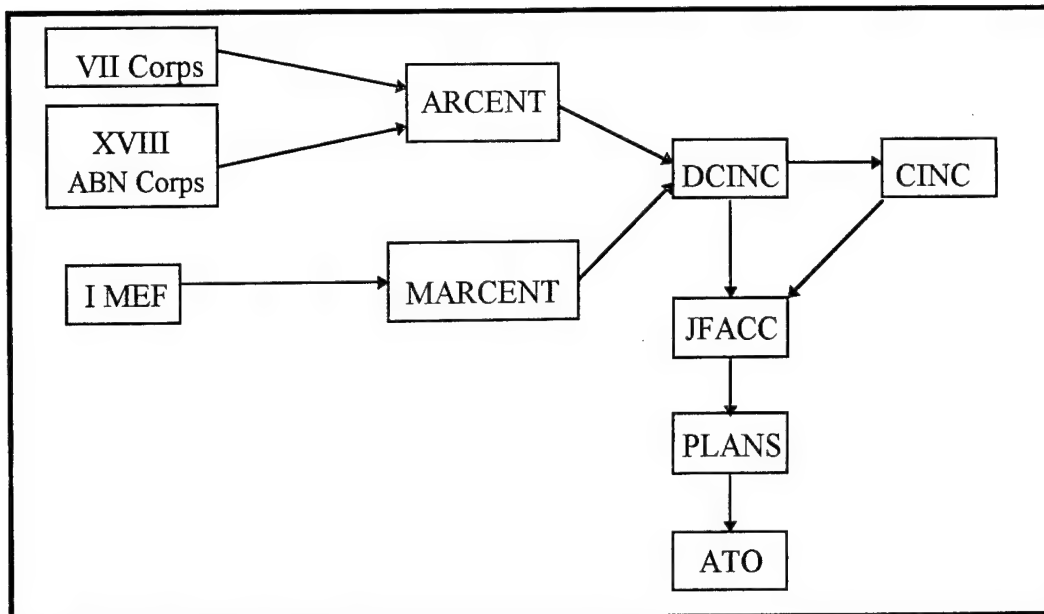 VII Corps
XVIII
ABN Corps
I MEF
ARCENT
MARCENT
DCINC
CINC
JFACC
PLANS
ATO